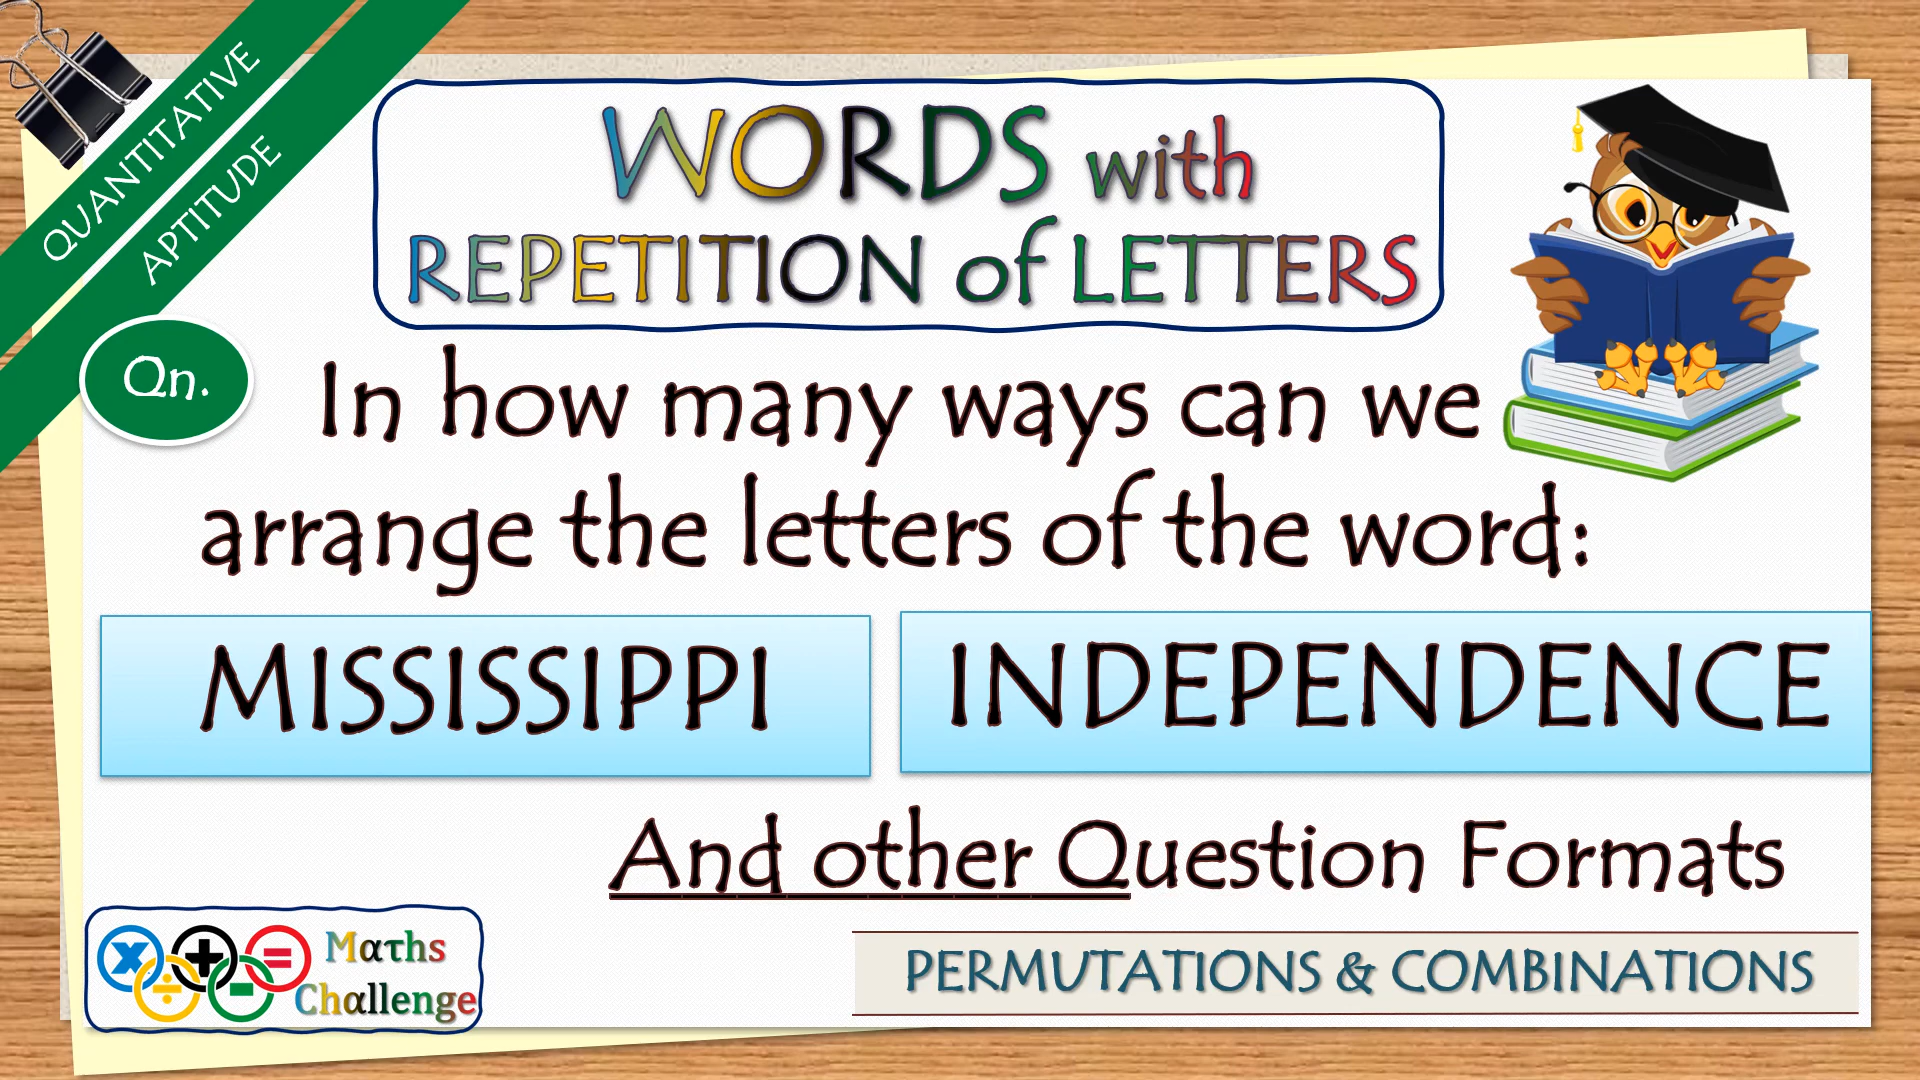 QUANTITATIVE
APTITUDE
WORDS with
REPETITION of LETTERS
Qn.
In how many ways can we
arrange the letters of the word:
MISSISSIPPI
INDEPENDENCE
And other Question Formats
Maths
Challenge
PERMUTATIONS & COMBINATIONS